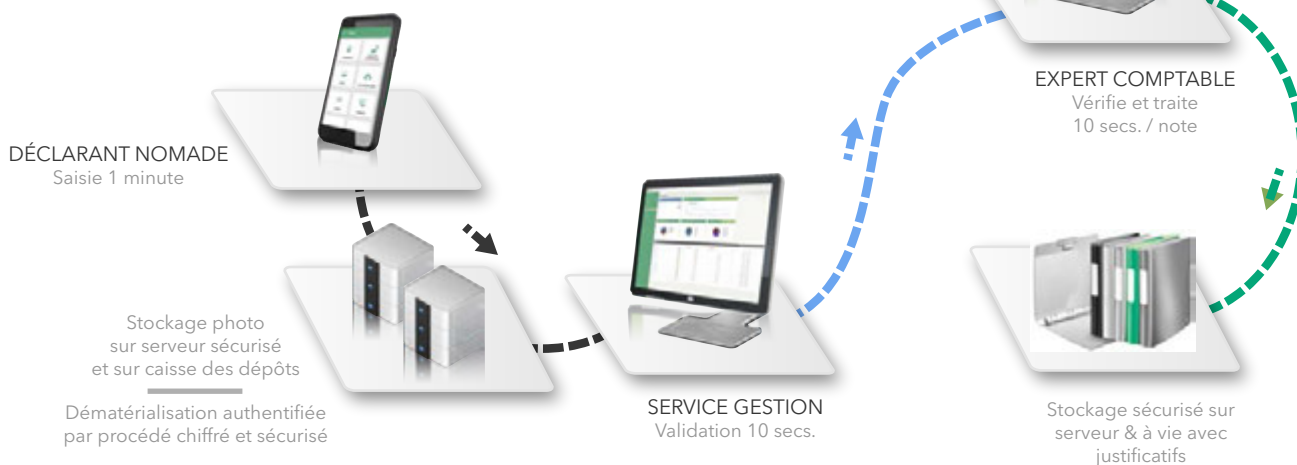 DÉCLARANT NOMADE
Saisie 1 minute
Stockage photo
sur serveur sécurisé
et sur caisse des dépôts
Dématérialisation authentifiée
par procédé chiffré et sécurisé
SERVICE GESTION
Validation 10 secs.
EXPERT COMPTABLE
Vérifie et traite
10 secs. / note
Stockage sécurisé sur
serveur & à vie avec
justificatifs